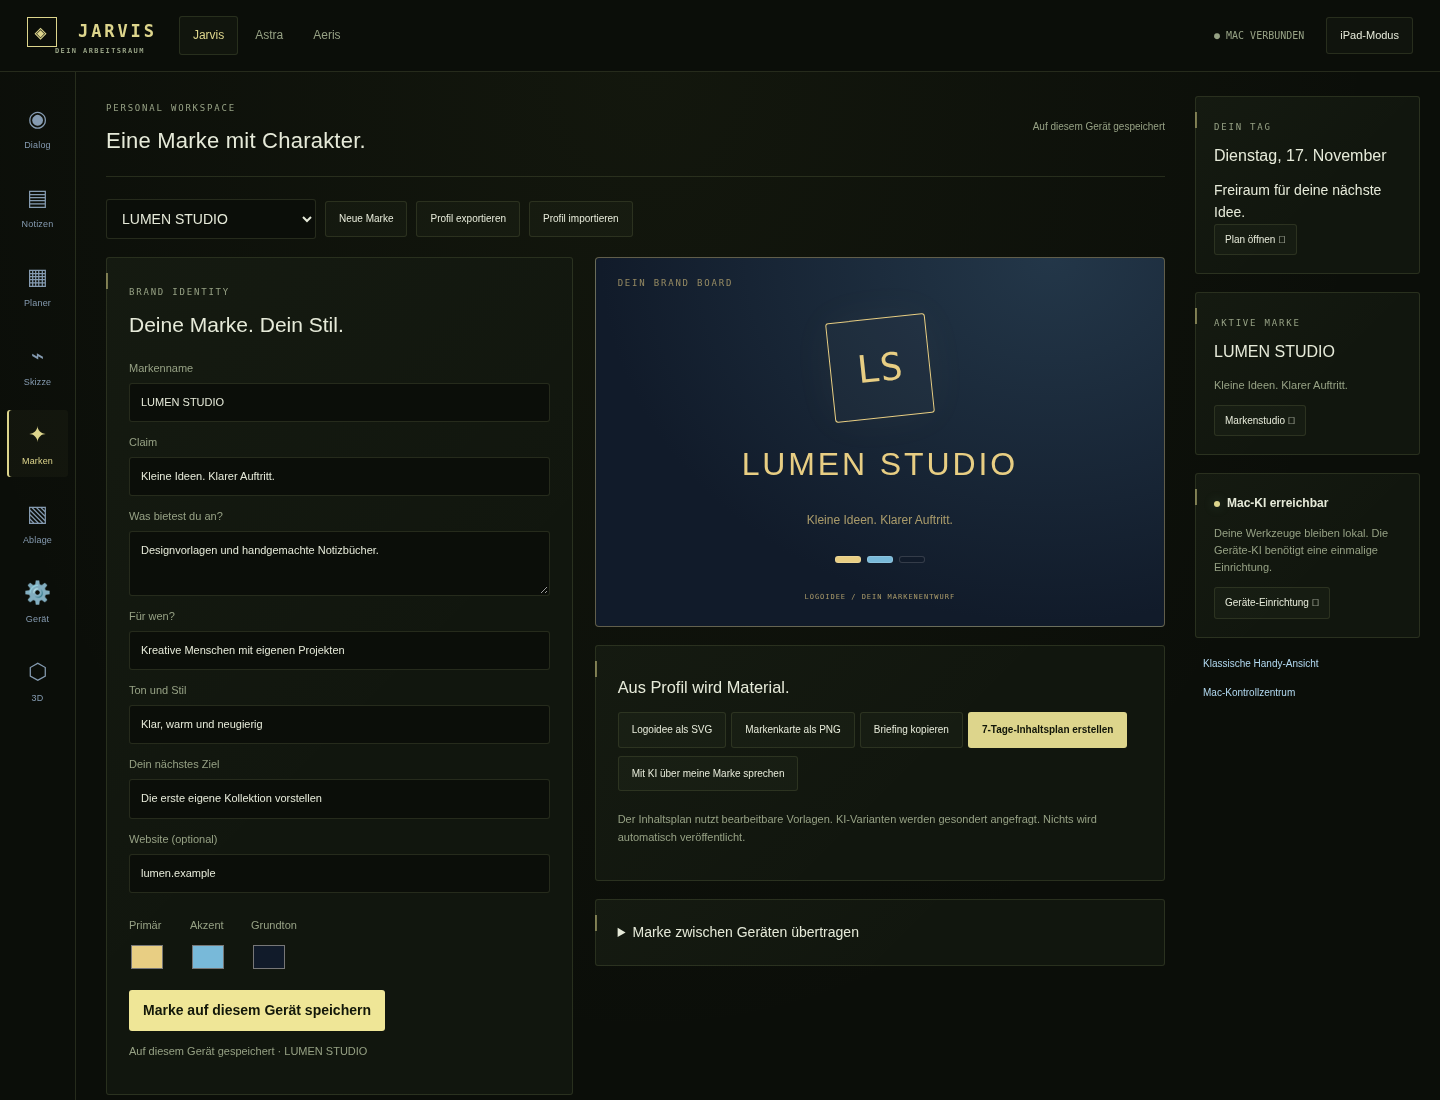 JARVIS
DEIN ARBEITSRAUM
Jarvis
Astra
Aeris
MAC VERBUNDEN
iPad-Modus
Dialog
Notizen
Planer
Skizze
Marken
Ablage
Gerät
3D
PERSONAL WORKSPACE
Eine Marke mit Charakter.
Auf diesem Gerät gespeichert
LUMEN STUDIO
Neue Marke
Profil exportieren
Profil importieren
BRAND IDENTITY
Deine Marke. Dein Stil.
Markenname
LUMEN STUDIO
Claim
Kleine Ideen. Klarer Auftritt.
Was bietest du an?
Designvorlagen und handgemachte Notizbücher.
Für wen?
Kreative Menschen mit eigenen Projekten
Ton und Stil
Klar, warm und neugierig
Dein nächstes Ziel
Die erste eigene Kollektion vorstellen
Website (optional)
lumen.example
Primär
Akzent
Grundton
Marke auf diesem Gerät speichern
Auf diesem Gerät gespeichert · LUMEN STUDIO
DEIN BRAND BOARD
LS
LUMEN STUDIO
Kleine Ideen. Klarer Auftritt.
LOGOIDEE / DEIN MARKENENTWURF
Aus Profil wird Material.
Logoidee als SVG
Markenkarte als PNG
Briefing kopieren
7-Tage-Inhaltsplan erstellen
Mit KI über meine Marke sprechen
Der Inhaltsplan nutzt bearbeitbare Vorlagen. KI-Varianten werden gesondert angefragt. Nichts wird
automatisch veröffentlicht.
Marke zwischen Geräten übertragen
DEIN TAG
Dienstag, 17. November
Freiraum für deine nächste
Idee.
Plan öffnen
AKTIVE MARKE
LUMEN STUDIO
Kleine Ideen. Klarer Auftritt.
Markenstudio
Mac-KI erreichbar
Deine Werkzeuge bleiben lokal. Die
Geräte-KI benötigt eine einmalige
Einrichtung.
Geräte-Einrichtung
Klassische Handy-Ansicht
Mac-Kontrollzentrum